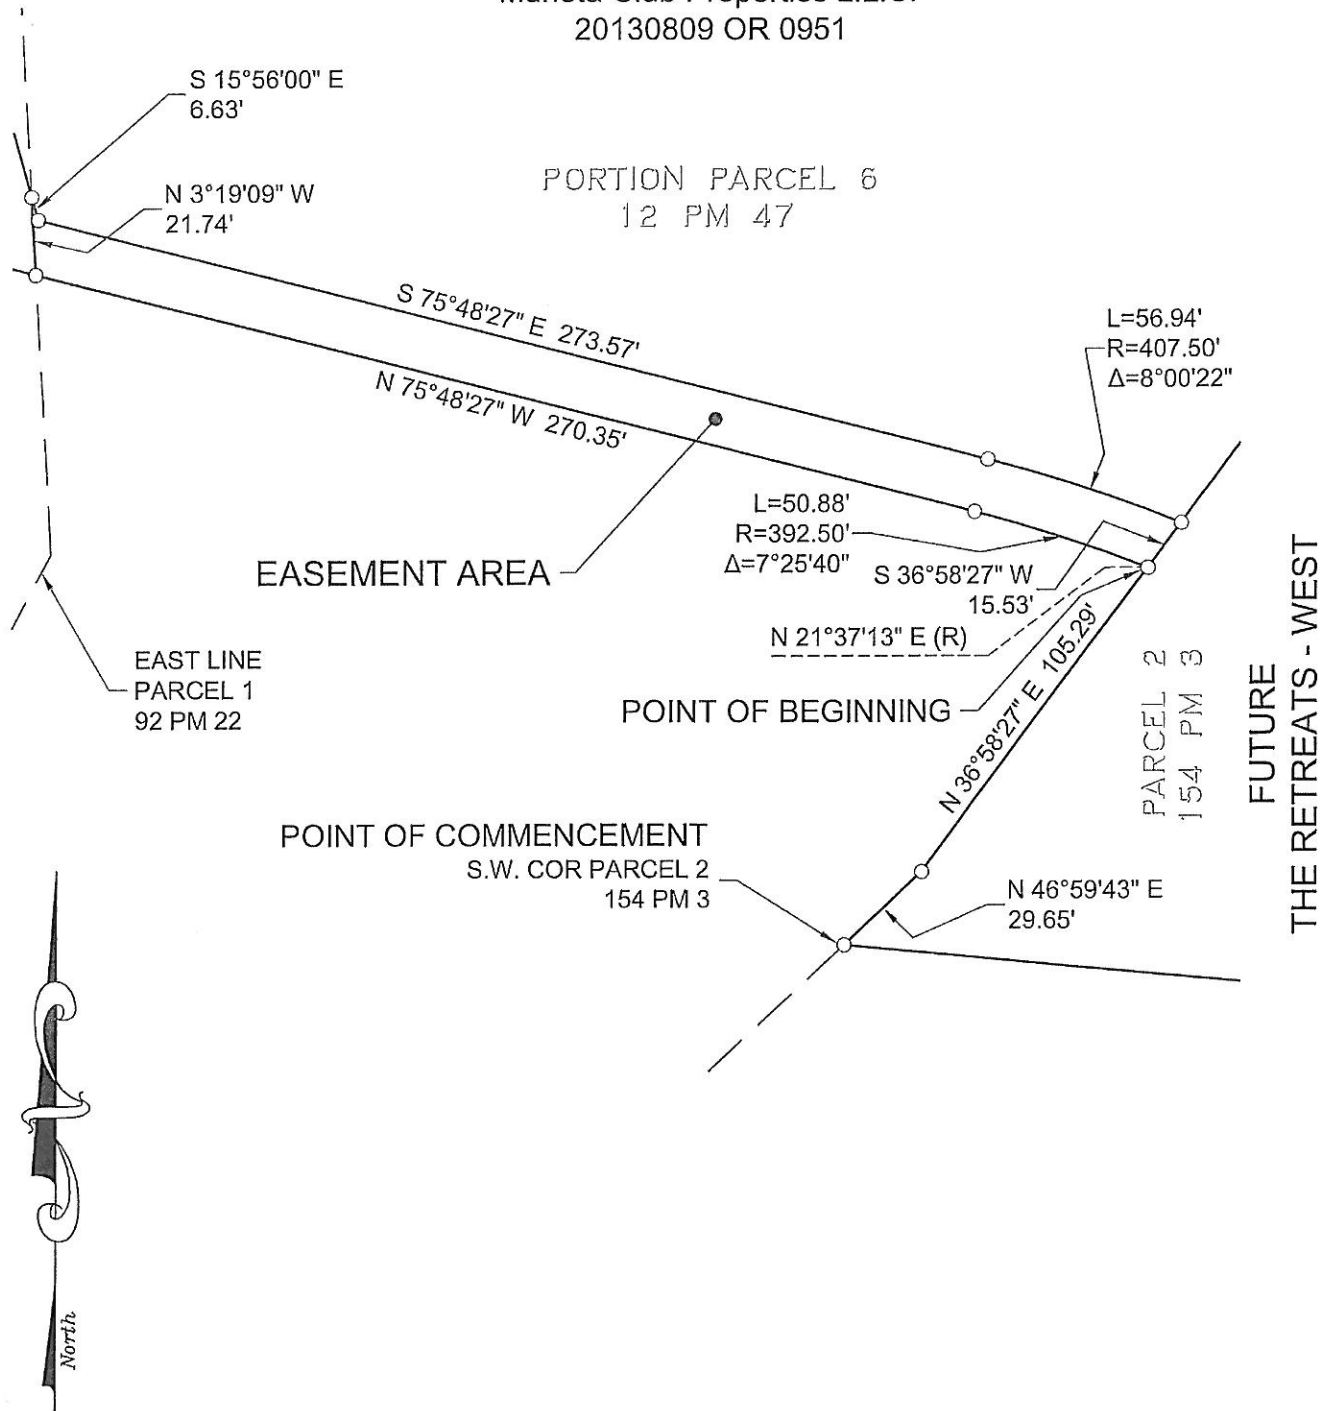 20130809 OR 0951
S 15°56'00" E
6.63'
N 3°19'09" W
21.74'
PORTION PARCEL 6
12 PM 47
S 75°48'27" E 273.57'
N 75°48'27" W 270.35'
L=56.94'
R=407.50'
Δ=8°00'22"
L=50.88'
R=392.50'
Δ=7°25'40"
S 36°58'27" W
15.53'
EASEMENT AREA
N 21°37'13" E (R)
EAST LINE
PARCEL 1
92 PM 22
POINT OF BEGINNING
N 36°58'27" E 105.29'
PARCEL 2
154 PM 3
FUTURE
THE RETREATS - WEST
POINT OF COMMENCEMENT
S.W. COR PARCEL 2
154 PM 3
N 46°59'43" E
29.65'
North